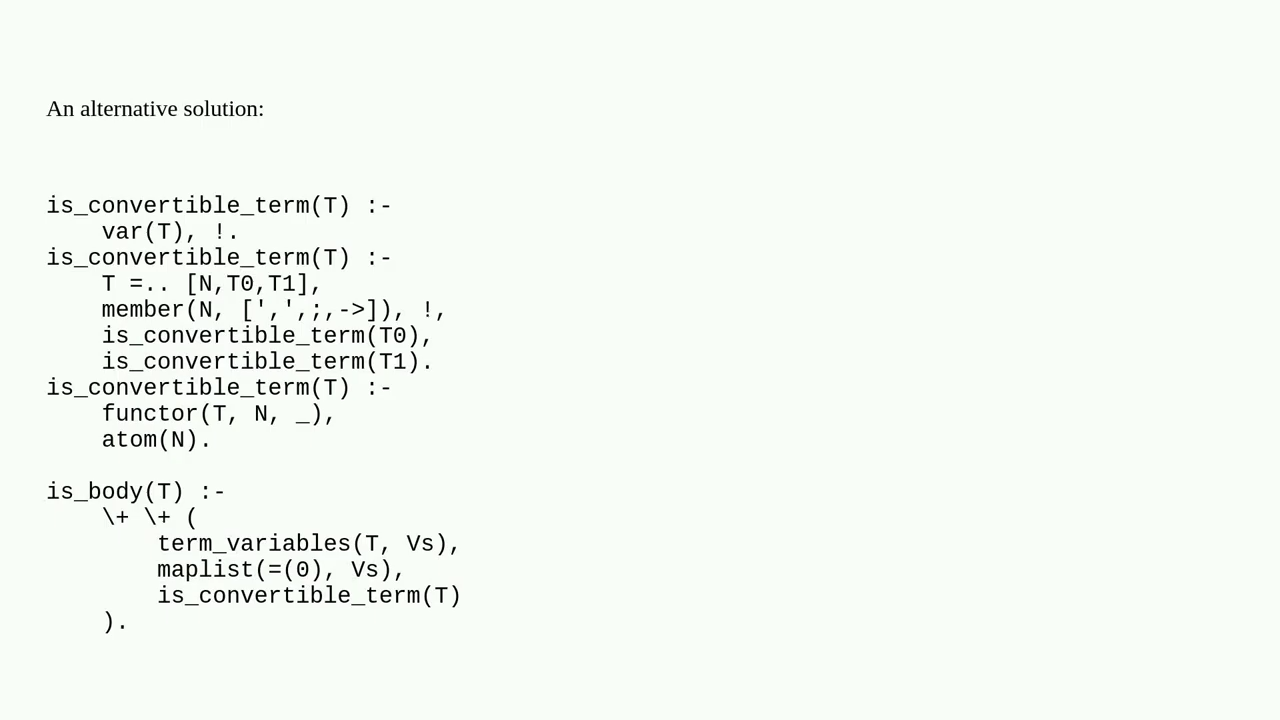 An alternative solution:
is_convertible_term(T) :-
    var(T), !.
is_convertible_term(T) :-
    T =.. [N,T0,T1],
    member(N, [',',;,->]), !,
    is_convertible_term(T0),
    is_convertible_term(T1).
is_convertible_term(T) :-
    functor(T, N, _),
    atom(N).
is_body(T) :-
    \+ \+ (
        term_variables(T, Vs),
        maplist(=(0), Vs),
        is_convertible_term(T)
    ).